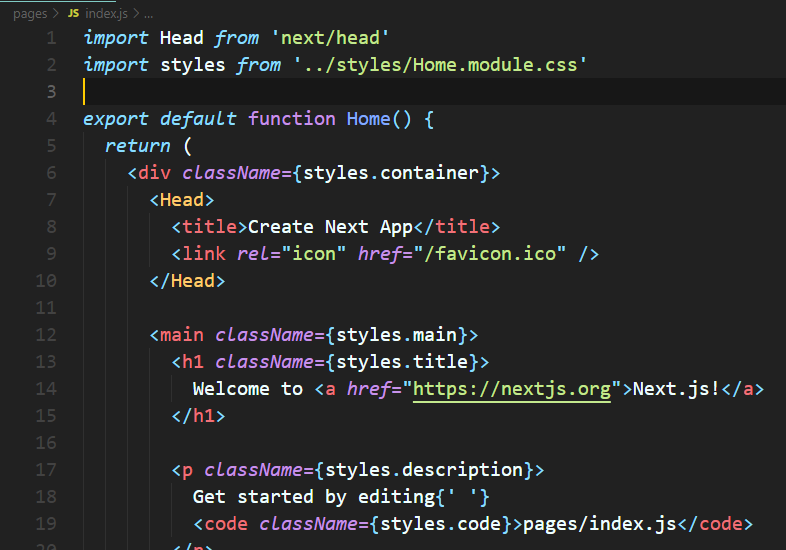 pages > JS index.js > ...
1 import Head from 'next/head'
2 import styles from '../styles/Home.module.css'
3
4 export default function Home() {
5   return (
6     <div className={styles.container}>
7       <Head>
8         <title>Create Next App</title>
9         <link rel="icon" href="/favicon.ico" />
10       </Head>
11
12       <main className={styles.main}>
13         <h1 className={styles.title}>
14           Welcome to <a href="https://nextjs.org">Next.js!</a>
15         </h1>
16
17         <p className={styles.description}>
18           Get started by editing{' '}
19           <code className={styles.code}>pages/index.js</code>
20         </p>